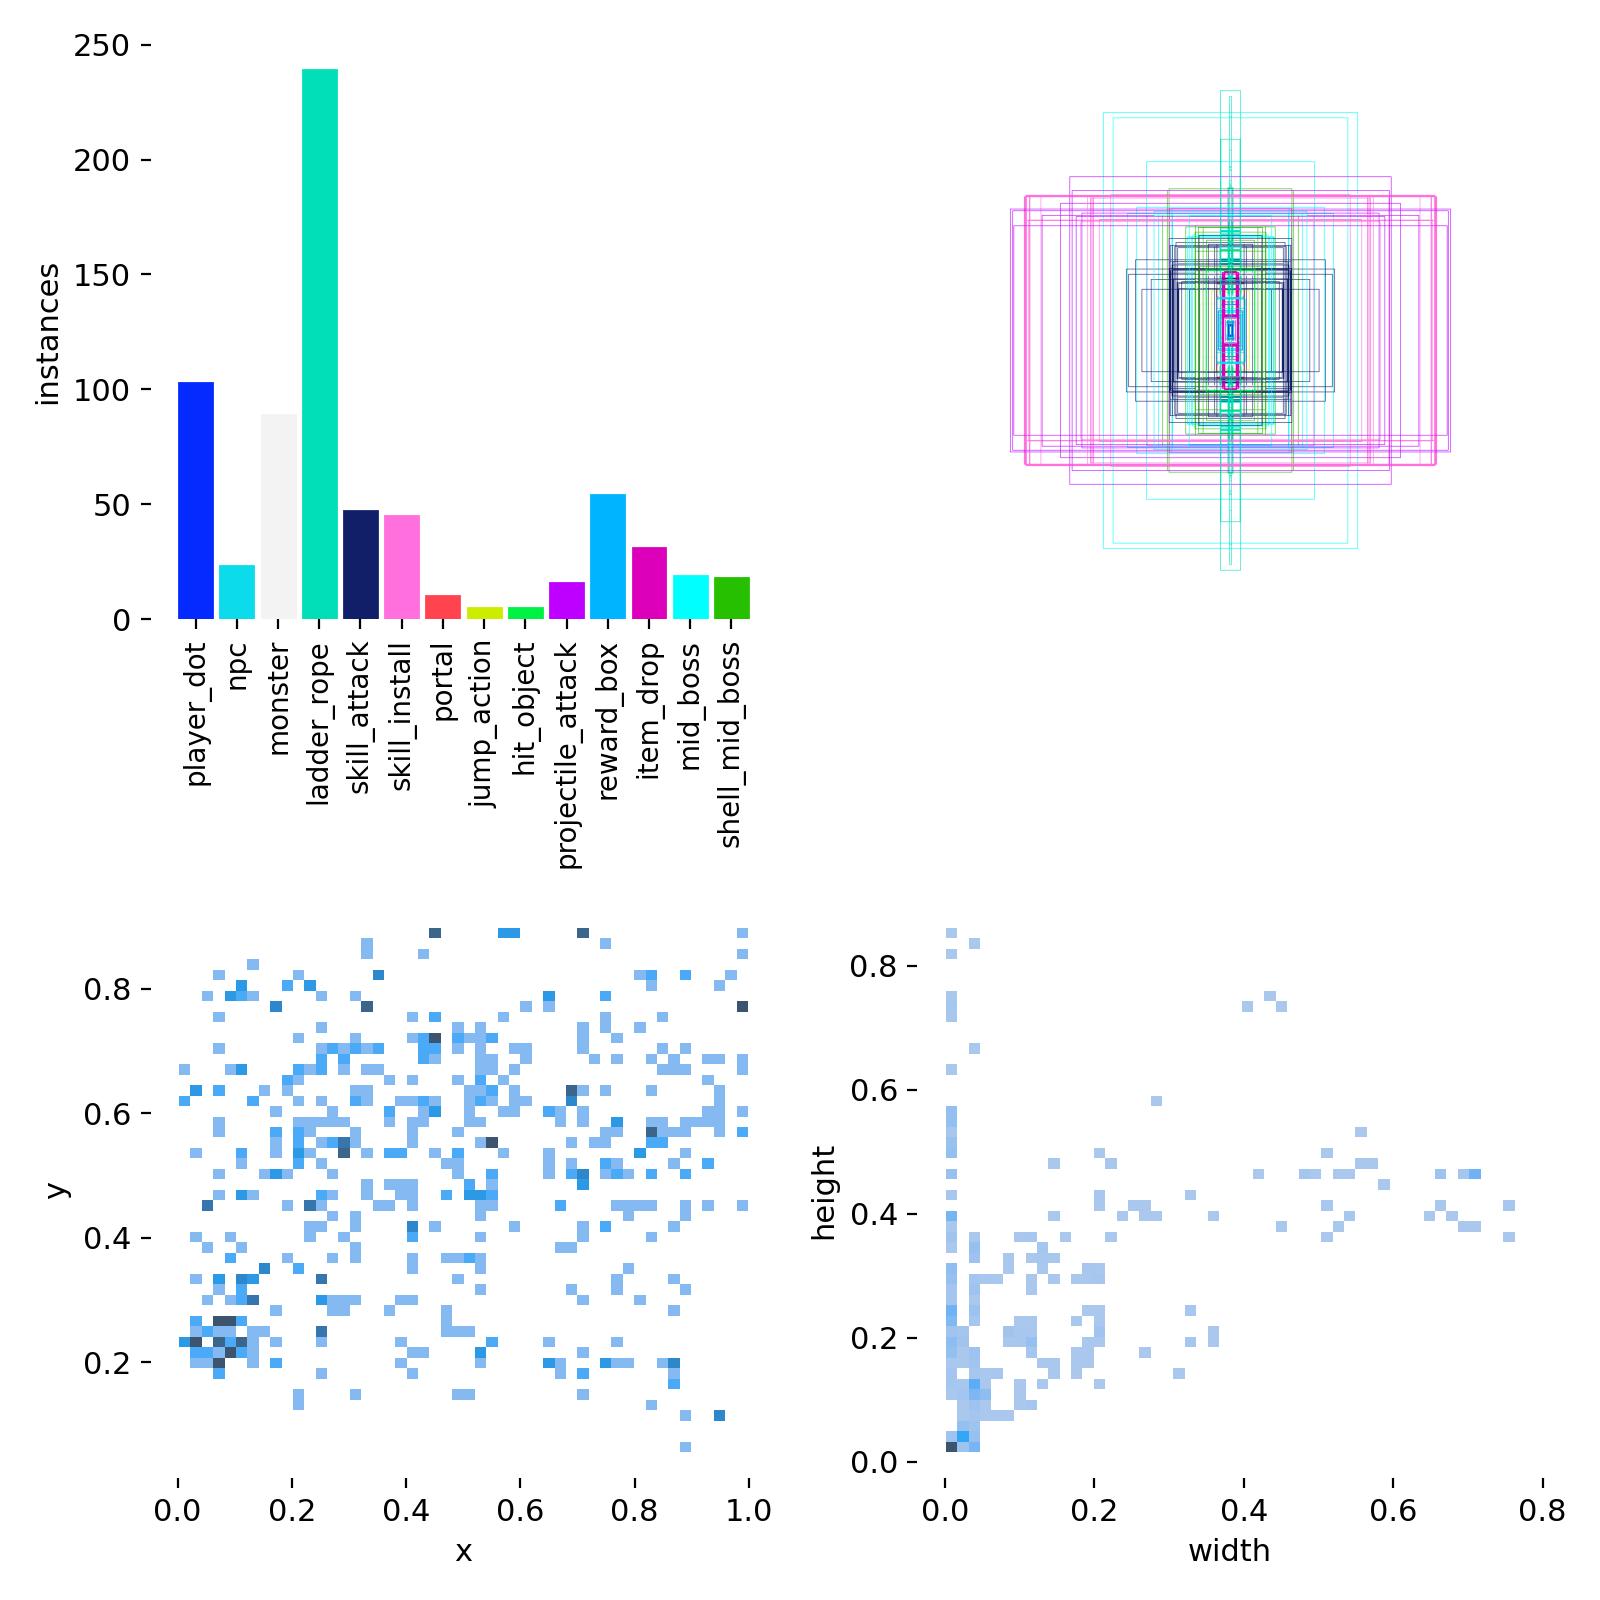 250
200
150
100
50
0
instances
player_dot
npc
monster
ladder_rope
skill_attack
skill_install
portal
jump_action
hit_object
projectile_attack
reward_box
item_drop
mid_boss
shell_mid_boss
0.8
0.6
0.4
0.2
y
0.0 0.2 0.4 0.6 0.8 1.0
x
0.8
0.6
0.4
0.2
0.0
height
0.0 0.2 0.4 0.6 0.8
width